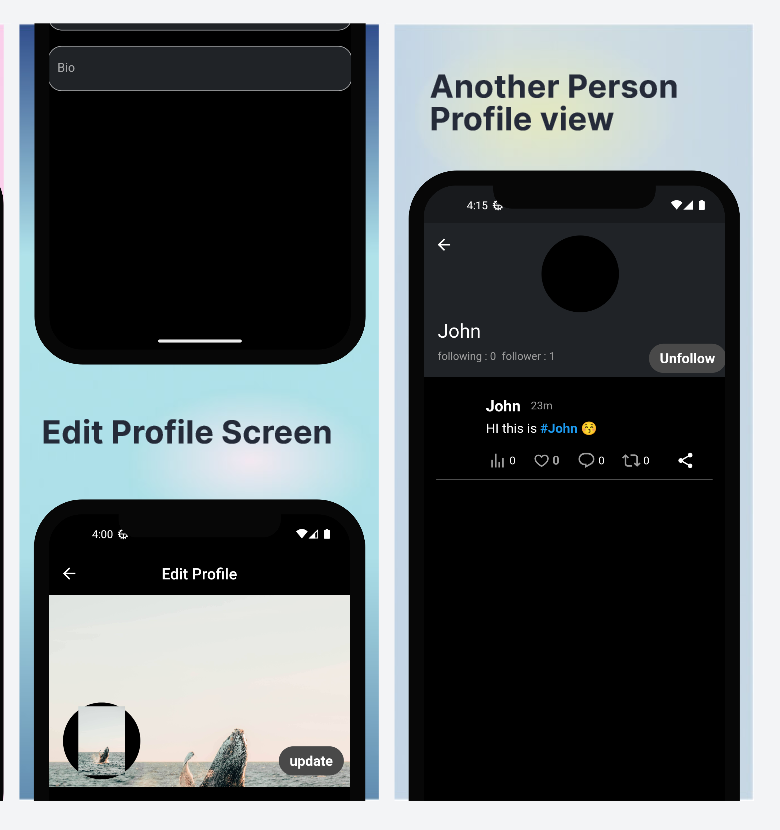 Bio
Edit Profile Screen
4:00
Edit Profile
update
Another Person
Profile view
4:15
John
following : 0 follower : 1
Unfollow
John 23m
HI this is #John 😚
0 0 0 0